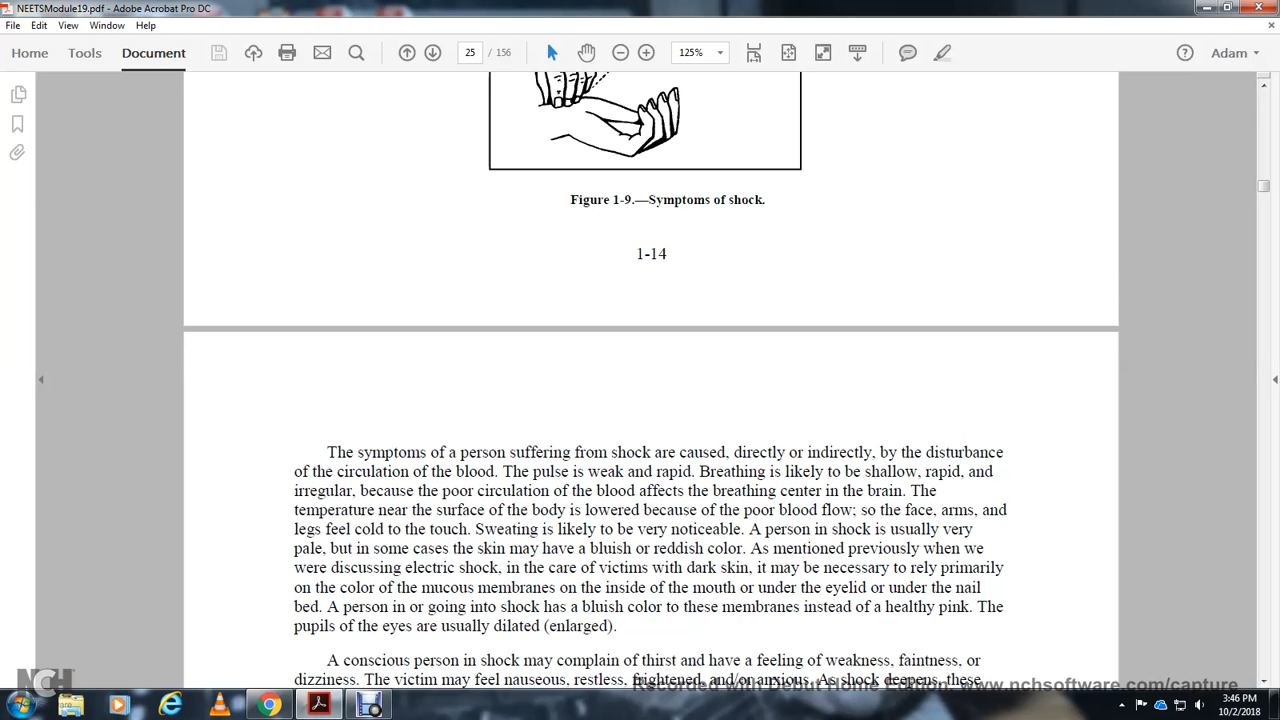 NEETSModule19.pdf - Adobe Acrobat Pro DC
File Edit View Window Help
Home Tools Document 25 / 156 125% Adam
Figure 1-9.—Symptoms of shock.
1-14
The symptoms of a person suffering from shock are caused, directly or indirectly, by the disturbance
of the circulation of the blood. The pulse is weak and rapid. Breathing is likely to be shallow, rapid, and
irregular, because the poor circulation of the blood affects the breathing center in the brain. The
temperature near the surface of the body is lowered because of the poor blood flow; so the face, arms, and
legs feel cold to the touch. Sweating is likely to be very noticeable. A person in shock is usually very
pale, but in some cases the skin may have a bluish or reddish color. As mentioned previously when we
were discussing electric shock, in the care of victims with dark skin, it may be necessary to rely primarily
on the color of the mucous membranes on the inside of the mouth or under the eyelid or under the nail
bed. A person in or going into shock has a bluish color to these membranes instead of a healthy pink. The
pupils of the eyes are usually dilated (enlarged).
A conscious person in shock may complain of thirst and have a feeling of weakness, faintness, or
dizziness. The victim may feel nauseous, restless, frightened, and/or anxious. As shock deepens, these
Recorded with Debut Home Edition. www.nchsoftware.com/capture
NCH
3:46 PM
10/2/2018